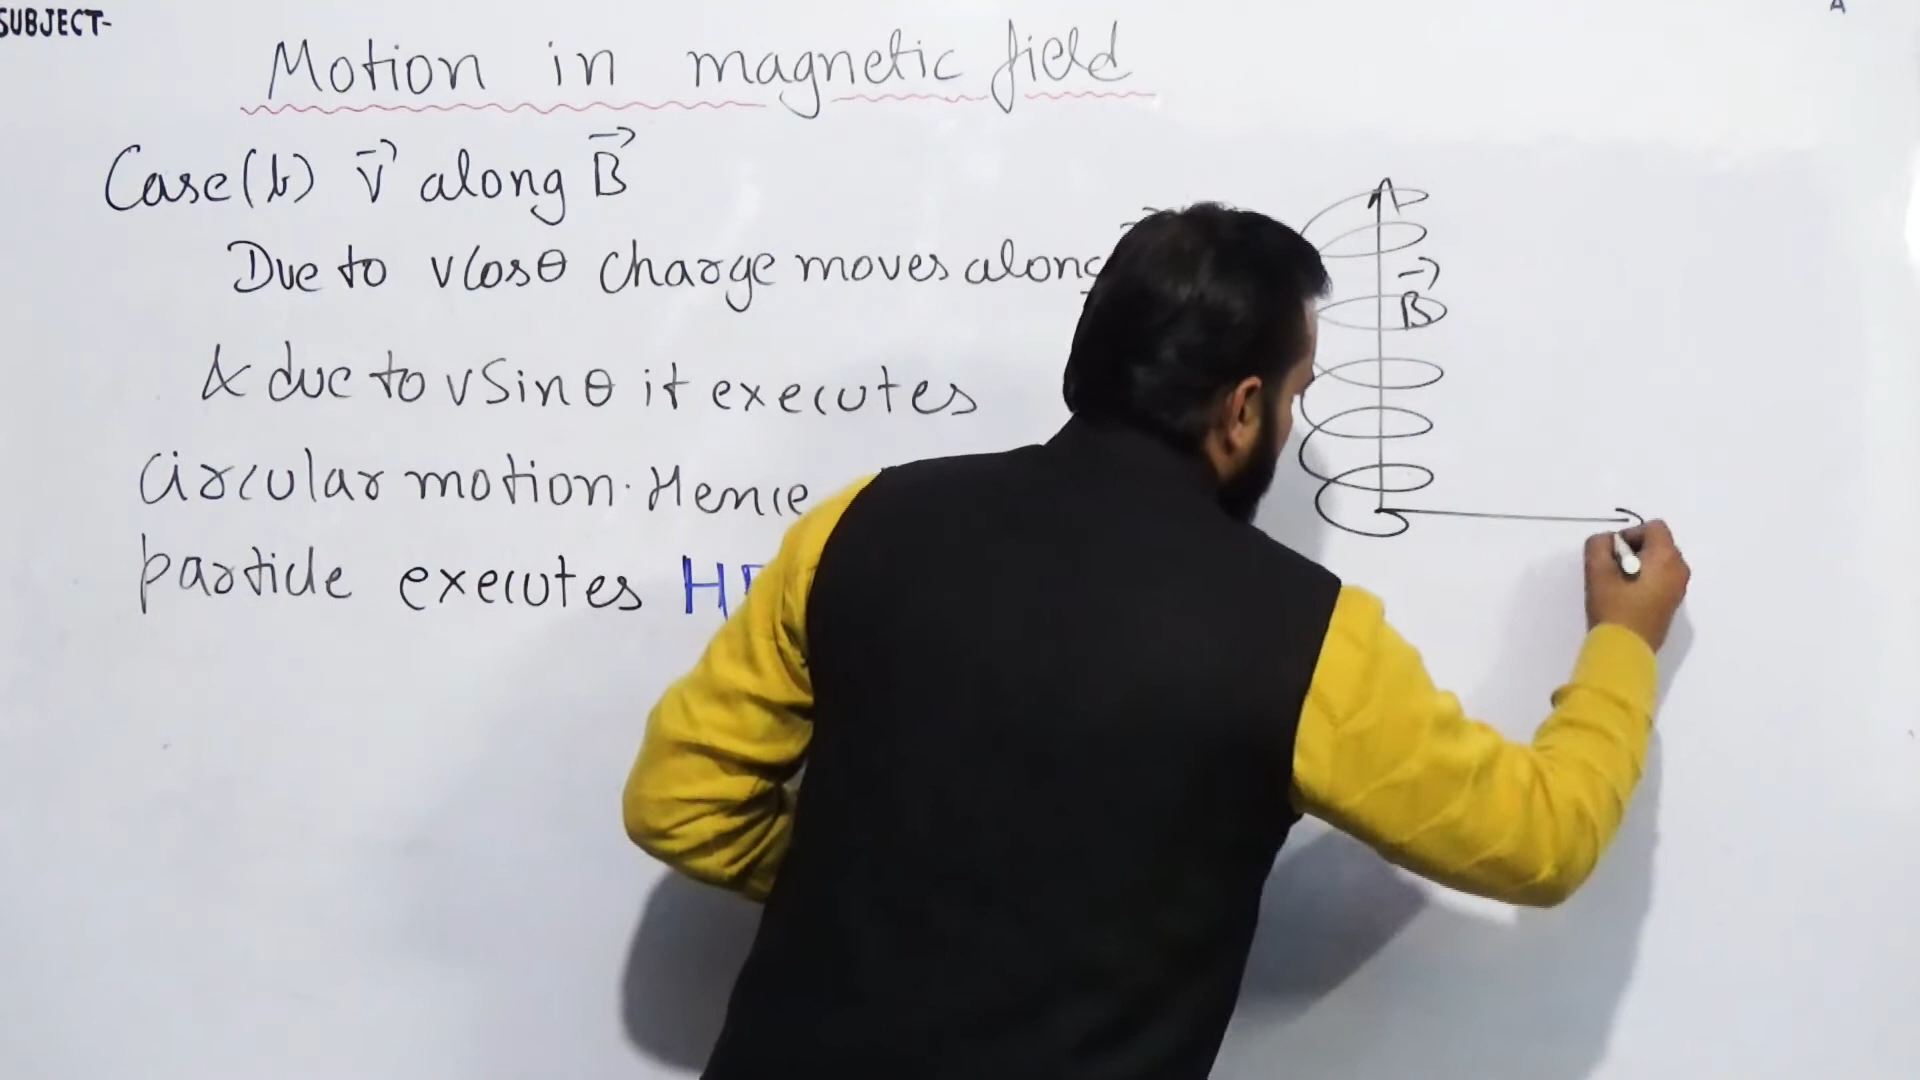 SUBJECT-
A
Motion in magnetic field
Case(b) V⃗ along B⃗
Due to vCosθ charge moves along
& due to vSinθ it executes
circular motion. Hence
particle executes H
B⃗